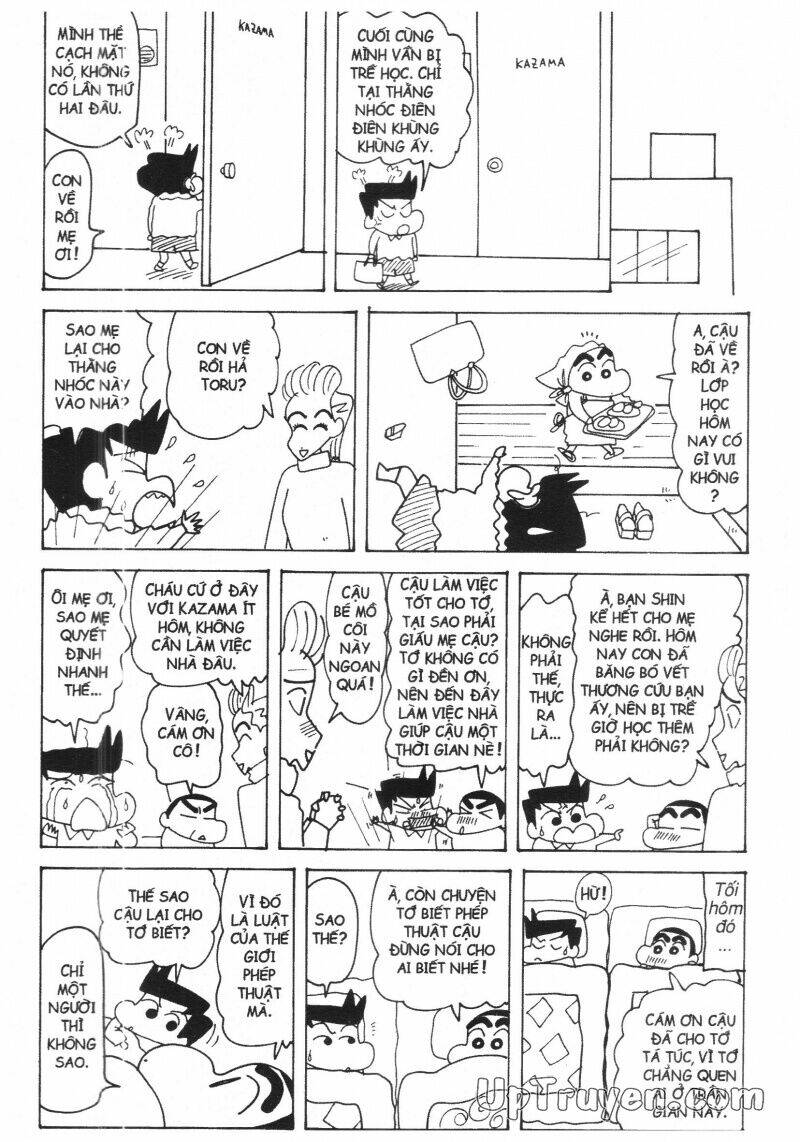 KAZAMA
CUỐI CÙNG
MÌNH VẪN BỊ
TRỄ HỌC. CHỈ
TẠI THẰNG
NHÓC ĐIÊN
ĐIÊN KHÙNG
KHÙNG ẤY.
KAZAMA
MÌNH THỀ
CẠCH MẶT
NÓ, KHÔNG
CÓ LẦN THỨ
HAI ĐÂU.
CON
VỀ
RỒI
MẸ
ƠI!
A, CẬU
ĐÃ VỀ
RỒI À?
LỚP
HỌC
HÔM
NAY CÓ
GÌ VUI
KHÔNG
?
CON VỀ
RỒI HẢ
TORU?
SAO MẸ
LẠI CHO
THẰNG
NHÓC NÀY
VÀO NHÀ?
À, BẠN SHIN
KỂ HẾT CHO MẸ
NGHE RỒI. HÔM
NAY CON ĐÃ
BĂNG BÓ VẾT
THƯƠNG CỨU BẠN
ẤY, NÊN BỊ TRỄ
GIỜ HỌC THÊM
PHẢI KHÔNG?
KHÔNG
PHẢI
THẾ,
THỰC
RA
LÀ...
CẬU LÀM VIỆC
TỐT CHO TỚ,
TẠI SAO PHẢI
GIẤU MẸ CẬU?
TỚ KHÔNG CÓ
GÌ ĐỀN ƠN,
NÊN ĐẾN ĐÂY
LÀM VIỆC NHÀ
GIÚP CẬU MỘT
THỜI GIAN NÈ!
CẬU
BÉ MỒ
CÔI
NÀY
NGOAN
QUÁ!
CHÁU CỨ Ở ĐÂY
VỚI KAZAMA ÍT
HÔM, KHÔNG
CẦN LÀM VIỆC
NHÀ ĐÂU.
VÂNG,
CÁM ƠN
CÔ!
ÔI MẸ ƠI,
SAO MẸ
QUYẾT
ĐỊNH
NHANH
THẾ...
Tối
hôm
đó
...
HỪ!
CÁM ƠN CẬU
ĐÃ CHO TỚ
TÁ TÚC, VÌ TỚ
CHẲNG QUEN
AI Ở TRẦN
GIAN NÀY.
À, CÒN CHUYỆN
TỚ BIẾT PHÉP
THUẬT CẬU
ĐỪNG NÓI CHO
AI BIẾT NHÉ!
SAO
THẾ?
VÌ ĐÓ
LÀ LUẬT
CỦA THẾ
GIỚI
PHÉP
THUẬT
MÀ.
THẾ SAO
CẬU LẠI CHO
TỚ BIẾT?
CHỈ
MỘT
NGƯỜI
THÌ
KHÔNG
SAO.
UpTruyen.com